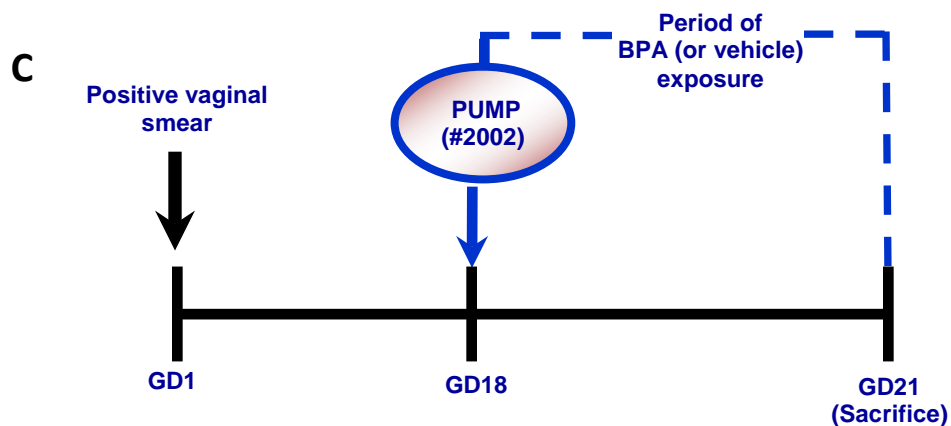 C
Positive vaginal
smear
PUMP
(#2002)
Period of
BPA (or vehicle)
exposure
GD1
GD18
GD21
(Sacrifice)